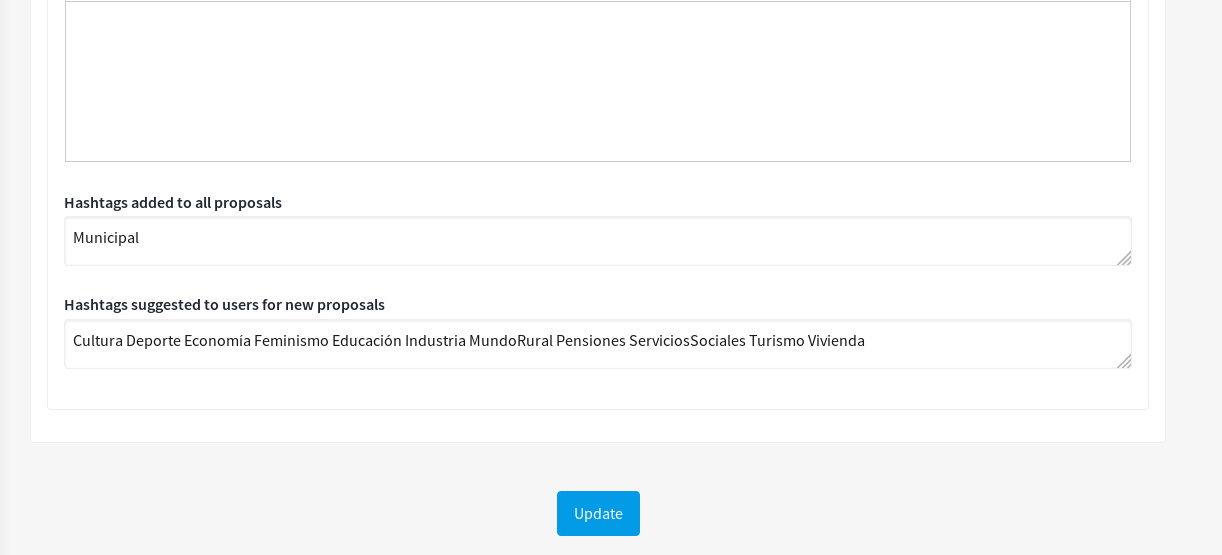 Hashtags added to all proposals
Municipal
Hashtags suggested to users for new proposals
Cultura Deporte Economía Feminismo Educación Industria MundoRural Pensiones ServiciosSociales Turismo Vivienda
Update